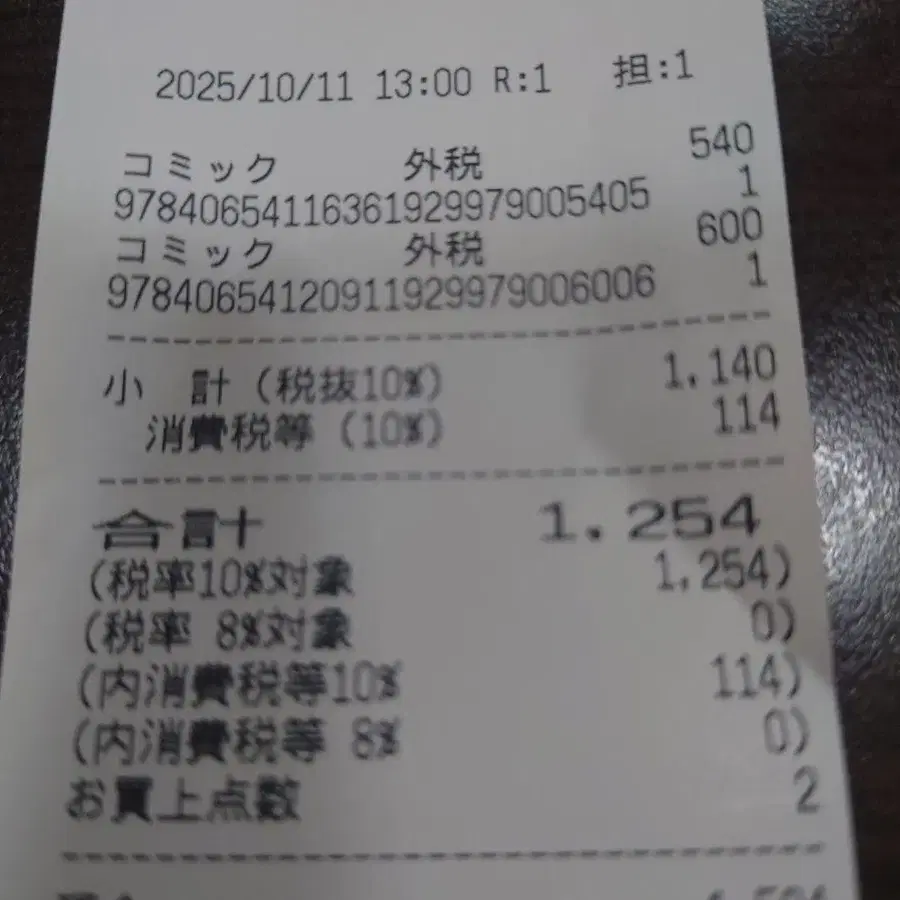 2025/10/11 13:00 R:1 担:1
コミック 外税 540
9784065411636192997900​5405 1
コミック 外税 600
9784065412091192997900​6006 1
小 計(税抜10%) 1,140
消費税等(10%) 114
合計 1,254
(税率10%対象 1,254)
(税率 8%対象 0)
(内消費税等10% 114)
(内消費税等 8% 0)
お買上点数 2